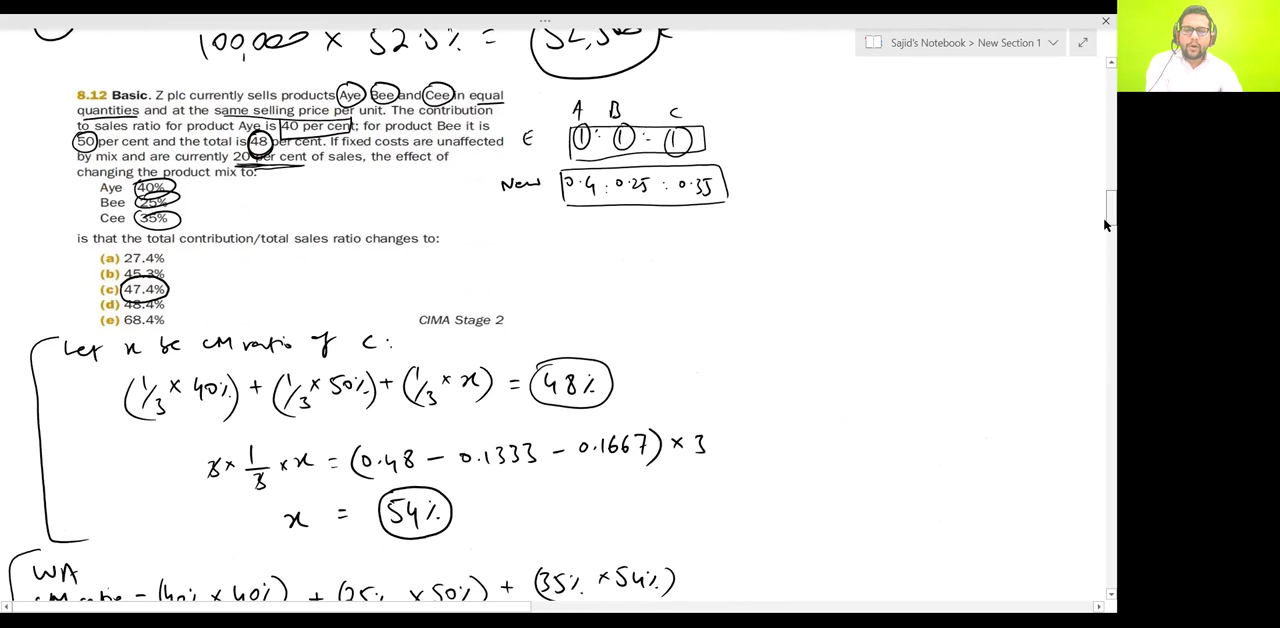 100,000 × 52.5% =
Sajid's Notebook > New Section 1
8.12 Basic. Z plc currently sells products Aye, Bee and Cee in equal
quantities and at the same selling price per unit. The contribution
to sales ratio for product Aye is 40 per cent; for product Bee it is
50 per cent and the total is 48 per cent. If fixed costs are unaffected
by mix and are currently 20 per cent of sales, the effect of
changing the product mix to:
Aye 40%
Bee 25%
Cee 35%
is that the total contribution/total sales ratio changes to:
(a) 27.4%
(b) 45.3%
(c) 47.4%
(d) 48.4%
(e) 68.4%
CIMA Stage 2
A B C
E 1 : 1 : 1
New 0.4 : 0.25 : 0.35
Let x be CM ratio of C:
(1/3 × 40%) + (1/3 × 50%) + (1/3 × x) = 48%
3 × 1/3 × x = (0.48 - 0.1333 - 0.1667) × 3
x = 54%
WA
CM ratio = (40% × 40%) + (25% × 50%) + (35% × 54%)